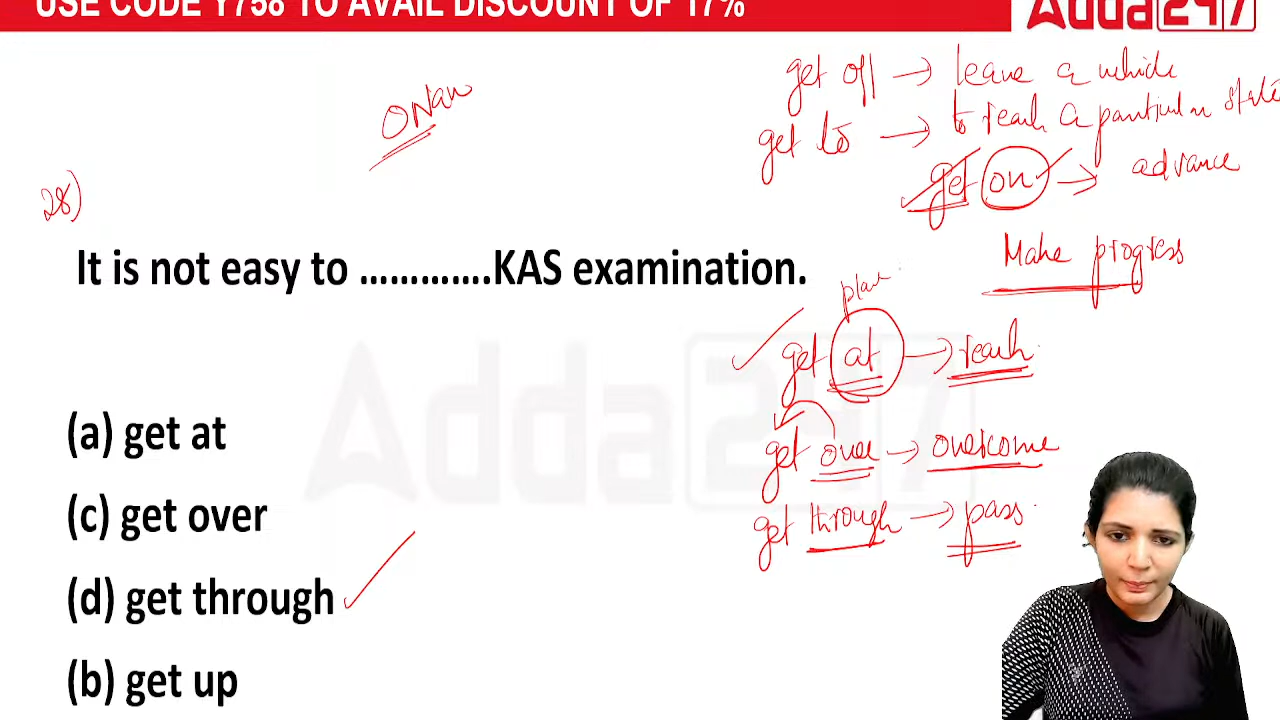 USE CODE Y758 TO AVAIL DISCOUNT OF 17%
Adda247
get off → leave a vehicle
get to → to reach a particular state
get on → advance
Make progress
28)
It is not easy to .............KAS examination.
get at → reach
get over → overcome
get through → pass
Adda247
(a) get at
(c) get over
(d) get through
(b) get up